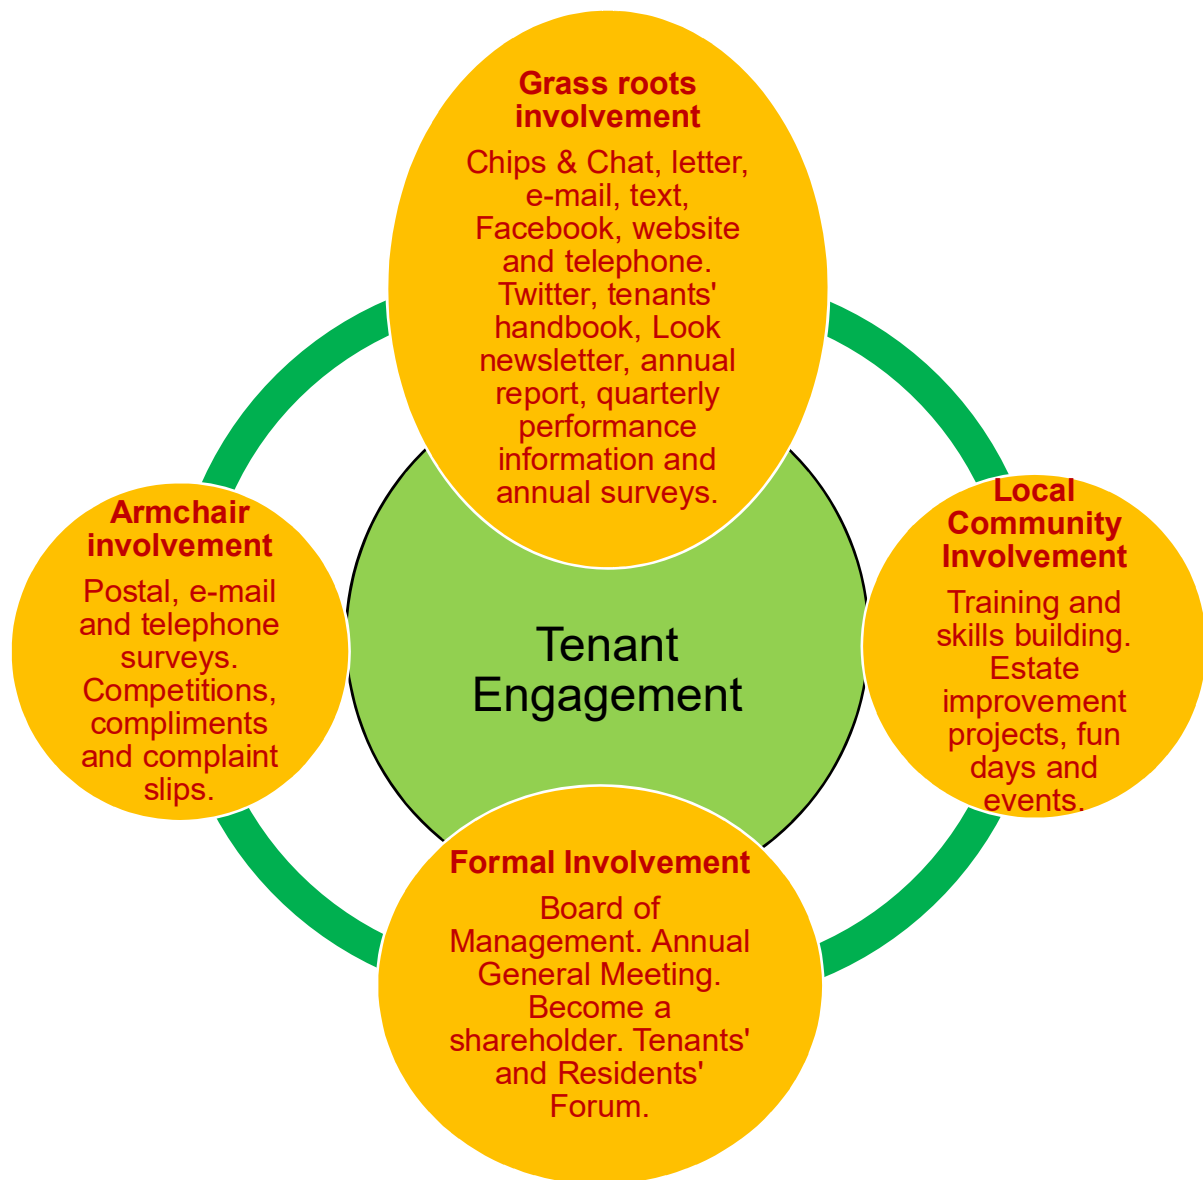 Grass roots
involvement
Chips & Chat, letter,
e-mail, text,
Facebook, website
and telephone.
Twitter, tenants'
handbook, Look
newsletter, annual
report, quarterly
performance
information and
annual surveys.
Local
Community
Involvement
Training and
skills building.
Estate
improvement
projects, fun
days and
events.
Formal Involvement
Board of
Management. Annual
General Meeting.
Become a
shareholder. Tenants'
and Residents'
Forum.
Armchair
involvement
Postal, e-mail
and telephone
surveys.
Competitions,
compliments
and complaint
slips.
Tenant
Engagement